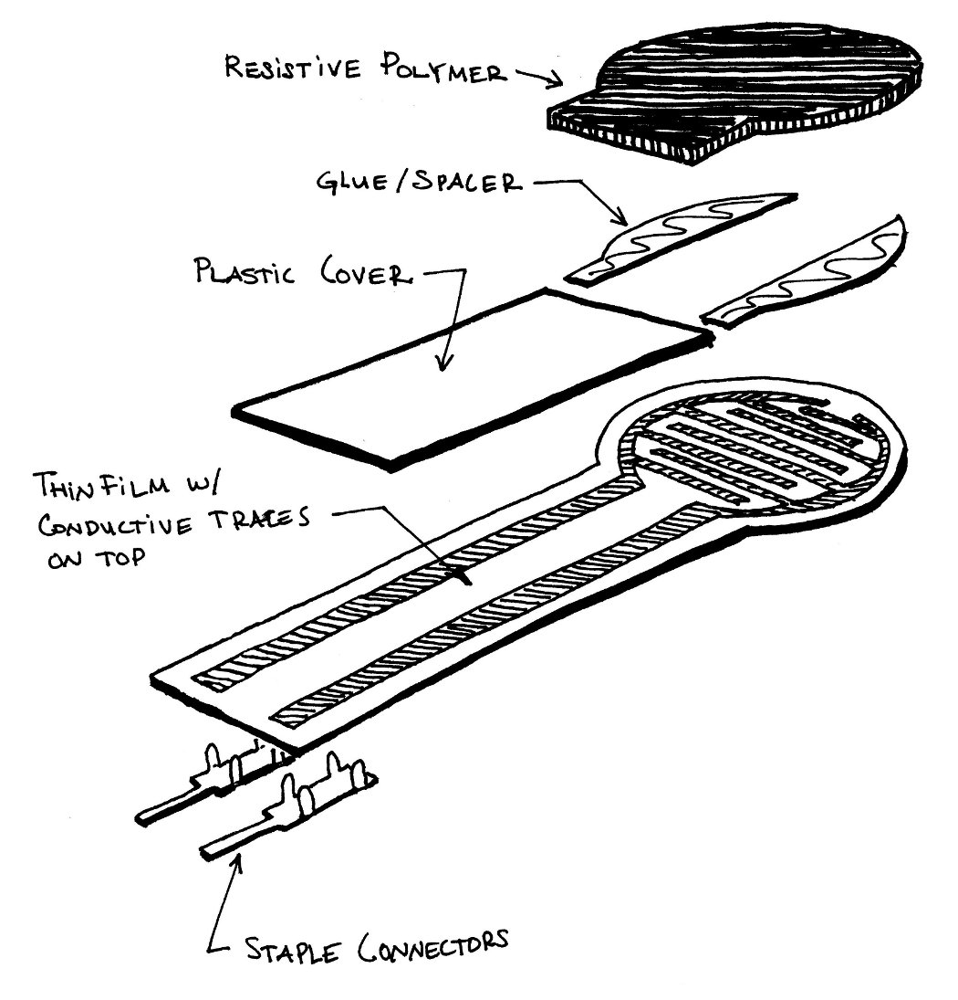 RESISTIVE POLYMER
GLUE/SPACER
PLASTIC COVER
THIN FILM W/
CONDUCTIVE TRACES
ON TOP
STAPLE CONNECTORS